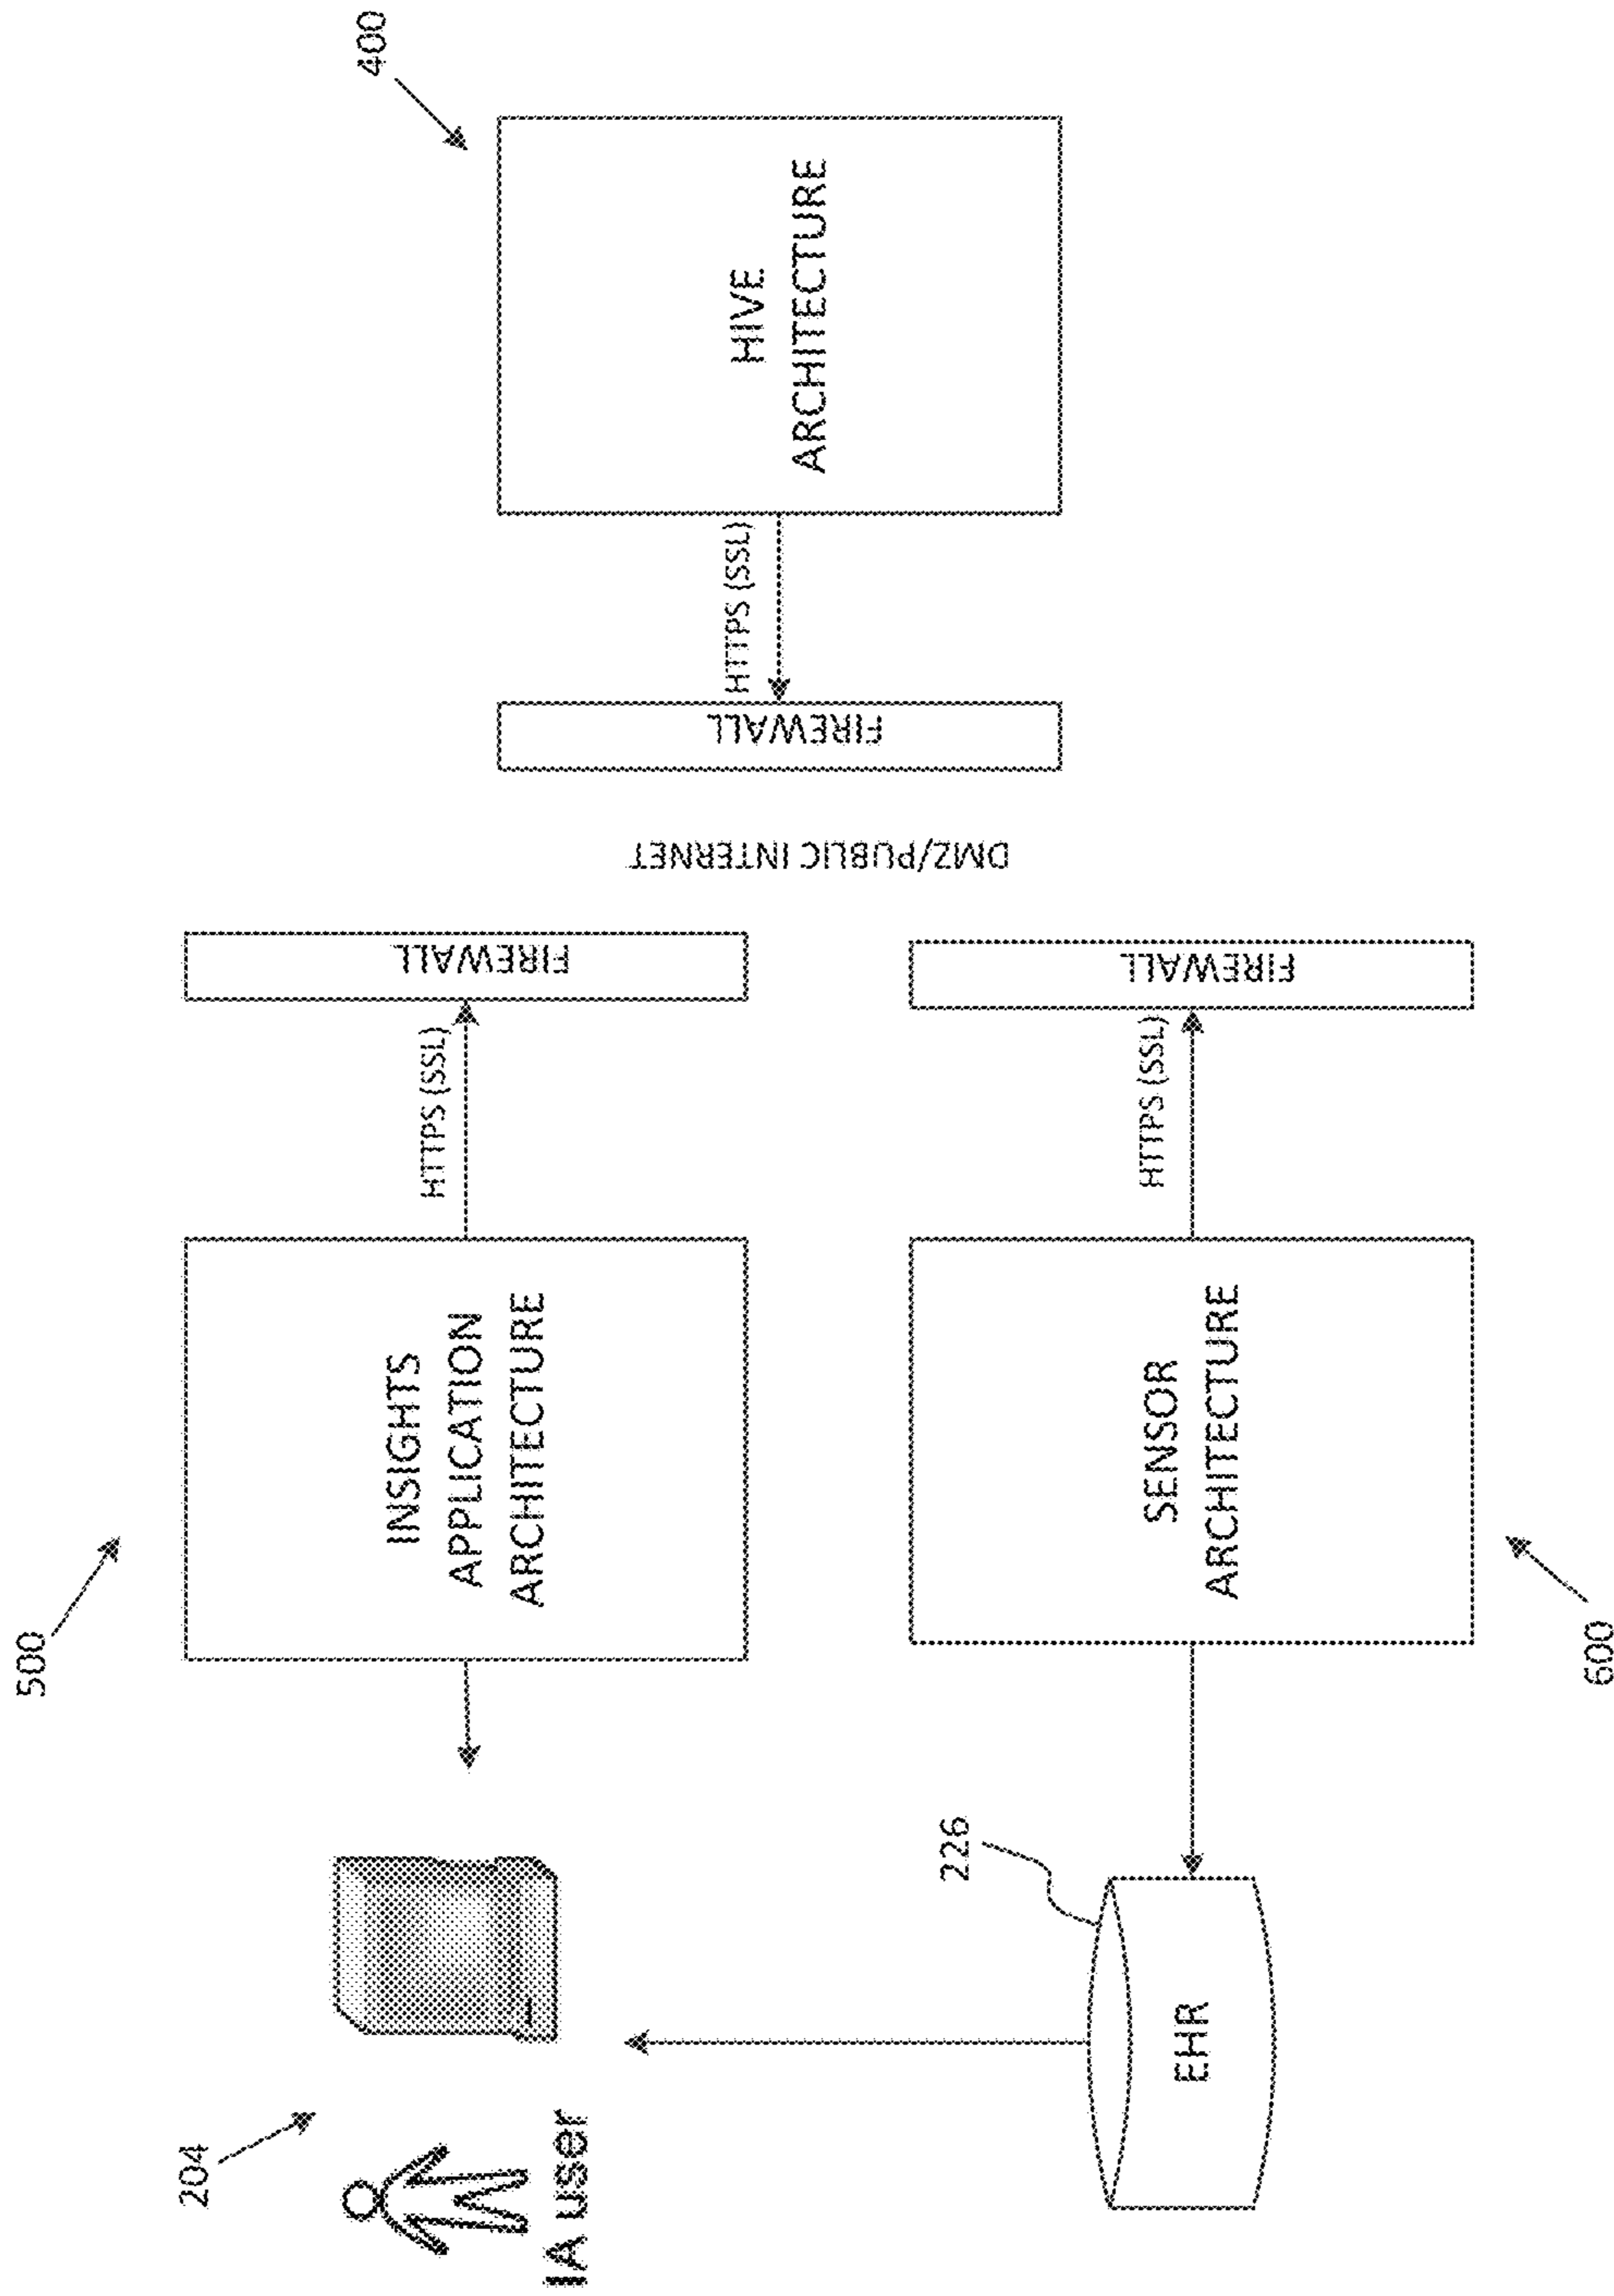 500
204
IA user
INSIGHTS
APPLICATION
ARCHITECTURE
HTTPS (SSL)
FIREWALL
226
EHR
600
SENSOR
ARCHITECTURE
HTTPS (SSL)
FIREWALL
DMZ/PUBLIC INTERNET
FIREWALL
HTTPS (SSL)
HIVE
ARCHITECTURE
400